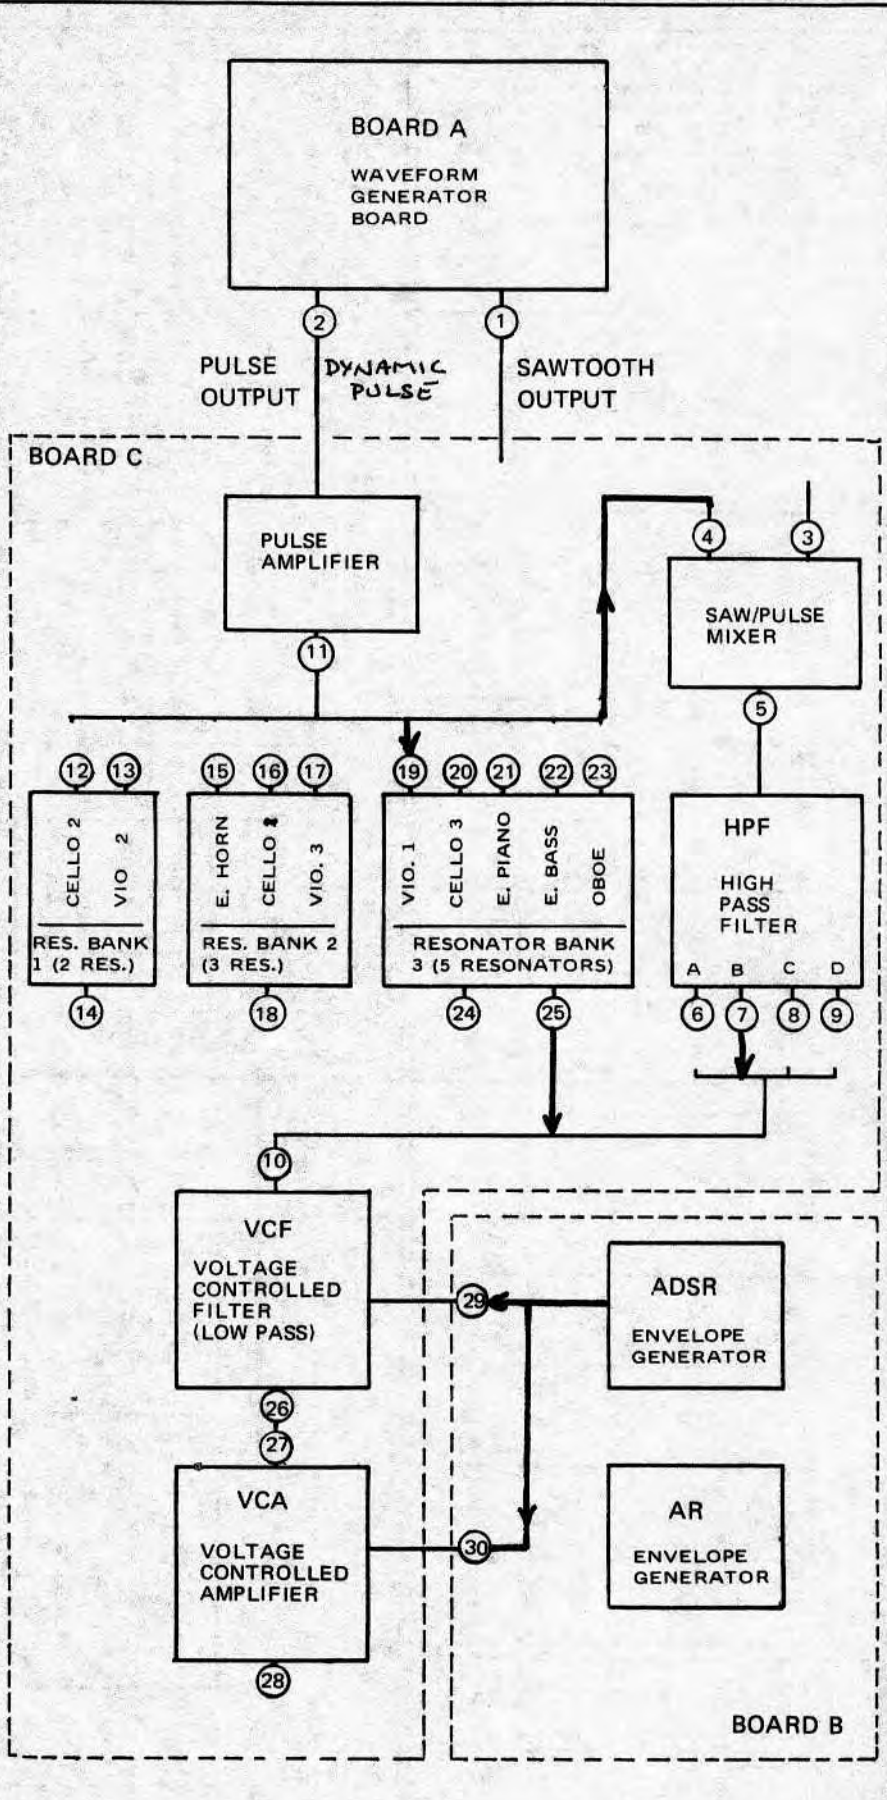 BOARD A
WAVEFORM
GENERATOR
BOARD
2
1
PULSE
OUTPUT
DYNAMIC
PULSE
SAWTOOTH
OUTPUT
BOARD C
PULSE
AMPLIFIER
4
3
SAW/PULSE
MIXER
11
5
12
13
15
16
17
19
20
21
22
23
CELLO 2
VIO 2
E. HORN
CELLO
VIO. 3
VIO. 1
CELLO 3
E. PIANO
E. BASS
OBOE
HPF
HIGH
PASS
FILTER
RES. BANK
1 (2 RES.)
RES. BANK 2
(3 RES.)
RESONATOR BANK
3 (5 RESONATORS)
A B C D
14
18
24
25
6
7
8
9
10
VCF
VOLTAGE
CONTROLLED
FILTER
(LOW PASS)
29
ADSR
ENVELOPE
GENERATOR
26
27
VCA
VOLTAGE
CONTROLLED
AMPLIFIER
30
AR
ENVELOPE
GENERATOR
28
BOARD B